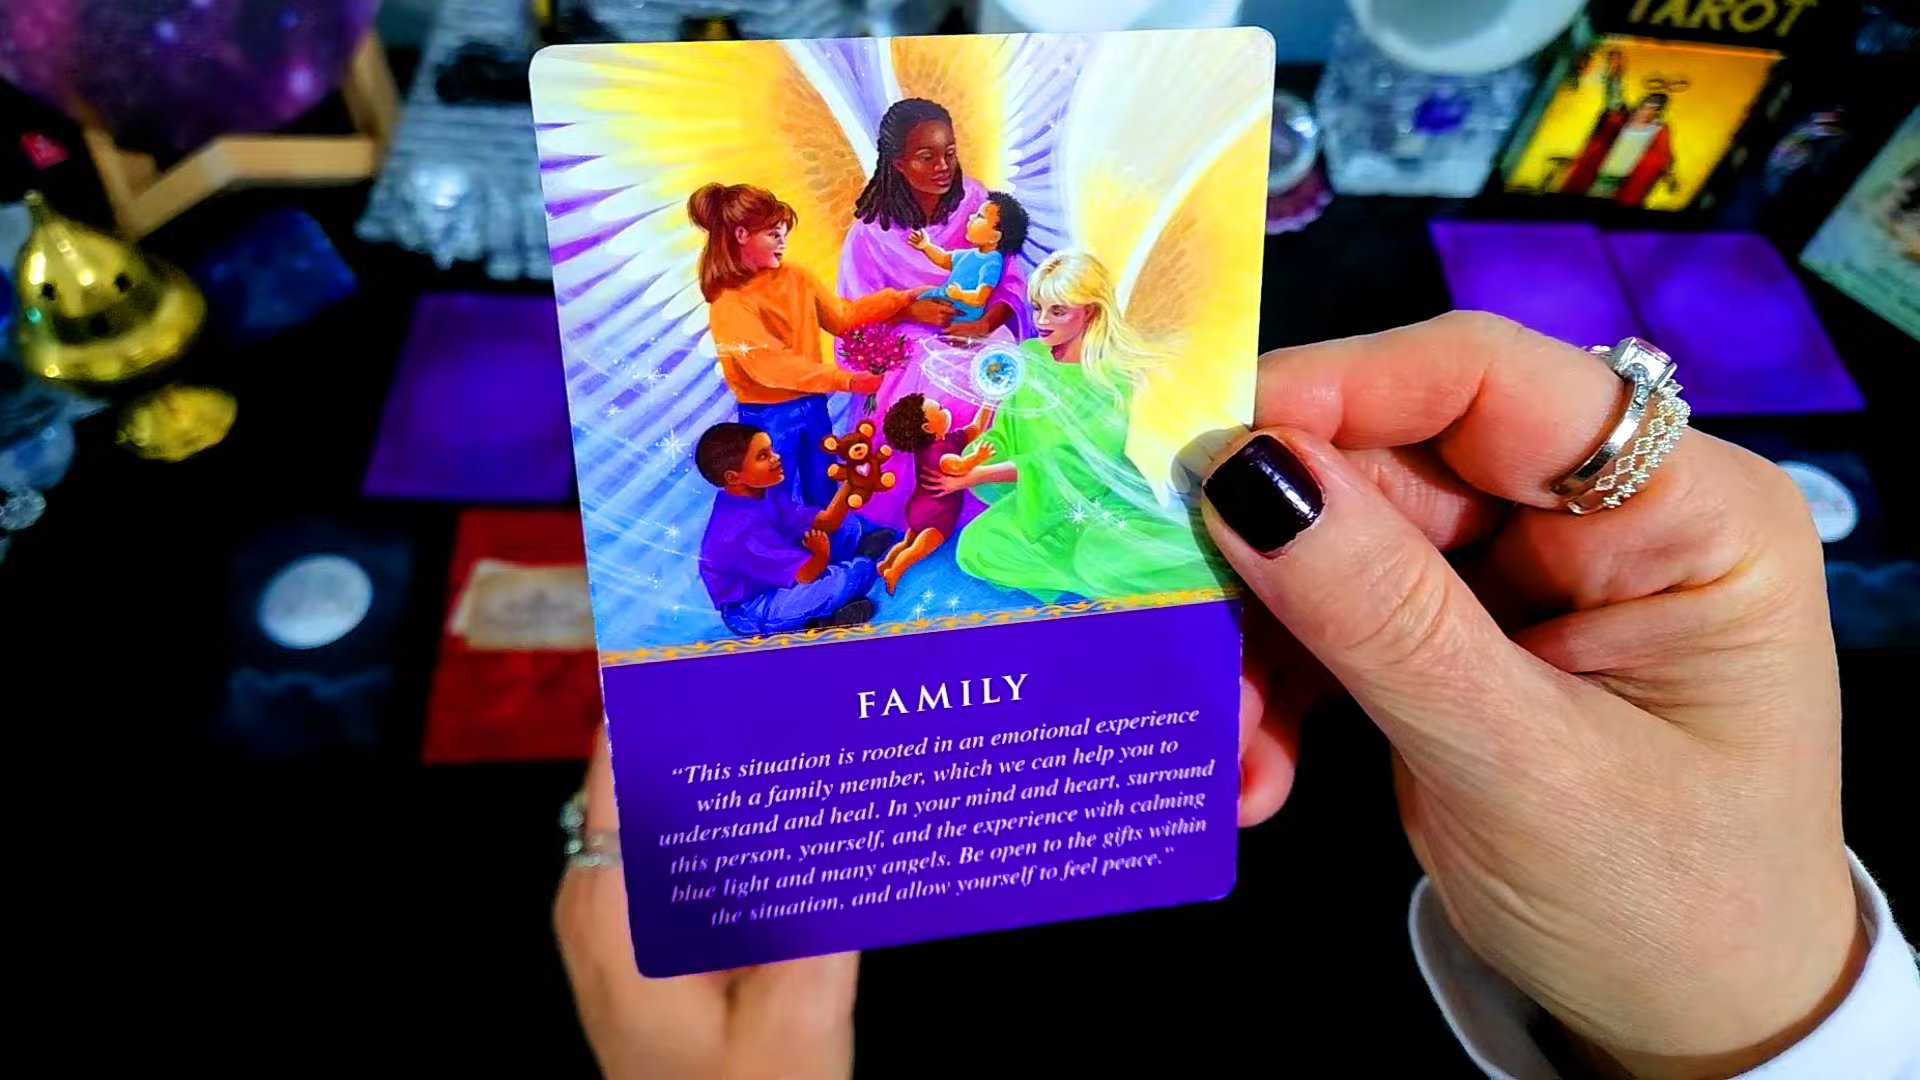 TAROT
FAMILY
“This situation is rooted in an emotional experience
with a family member, which we can help you to
understand and heal. In your mind and heart, surround
this person, yourself, and the experience with calming
blue light and many angels. Be open to the gifts within
the situation, and allow yourself to feel peace.”